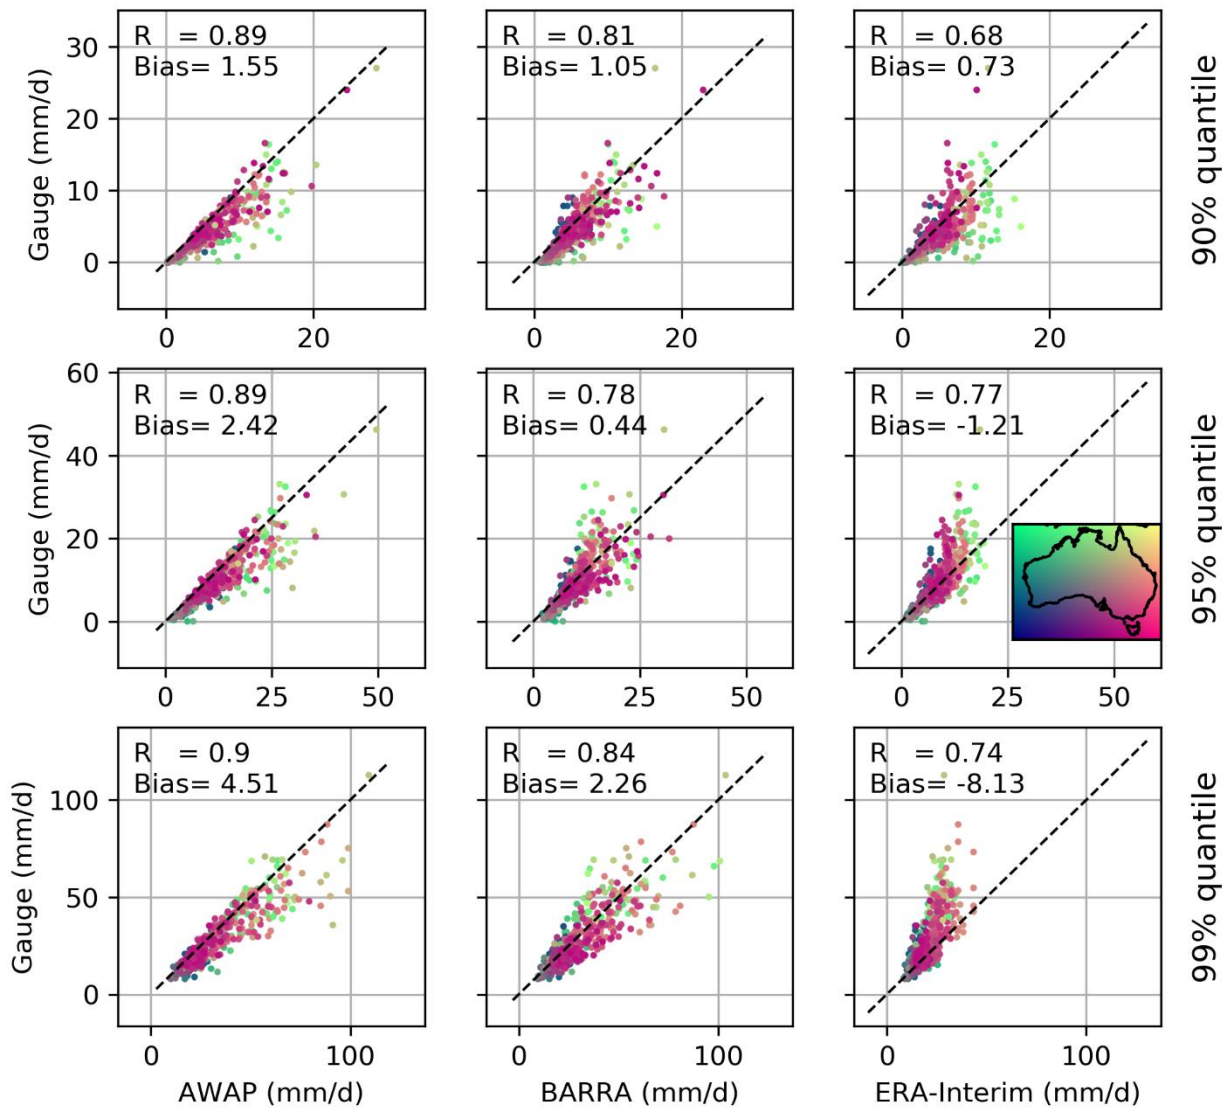 R = 0.89
Bias= 1.55
R = 0.81
Bias= 1.05
R = 0.68
Bias= 0.73
30
20
10
0
Gauge (mm/d)
90% quantile
0 20
0 20
0 20
R = 0.89
Bias= 2.42
R = 0.78
Bias= 0.44
R = 0.77
Bias= -1.21
60
40
20
0
Gauge (mm/d)
95% quantile
0 25 50
0 25 50
0 25 50
R = 0.9
Bias= 4.51
R = 0.84
Bias= 2.26
R = 0.74
Bias= -8.13
100
50
0
Gauge (mm/d)
99% quantile
0 100
0 100
0 100
AWAP (mm/d)
BARRA (mm/d)
ERA-Interim (mm/d)